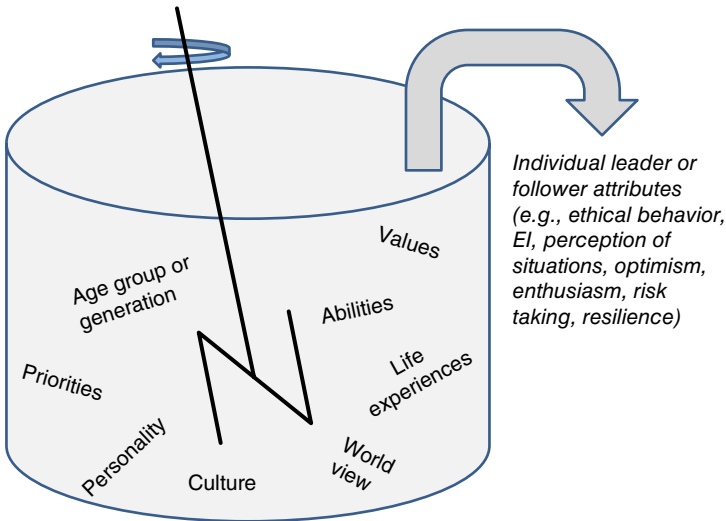 Individual leader or
follower attributes
(e.g., ethical behavior,
EI, perception of
situations, optimism,
enthusiasm, risk
taking, resilience)
Values
Age group or
generation
Abilities
Life
experiences
Priorities
Personality
Culture
World
view